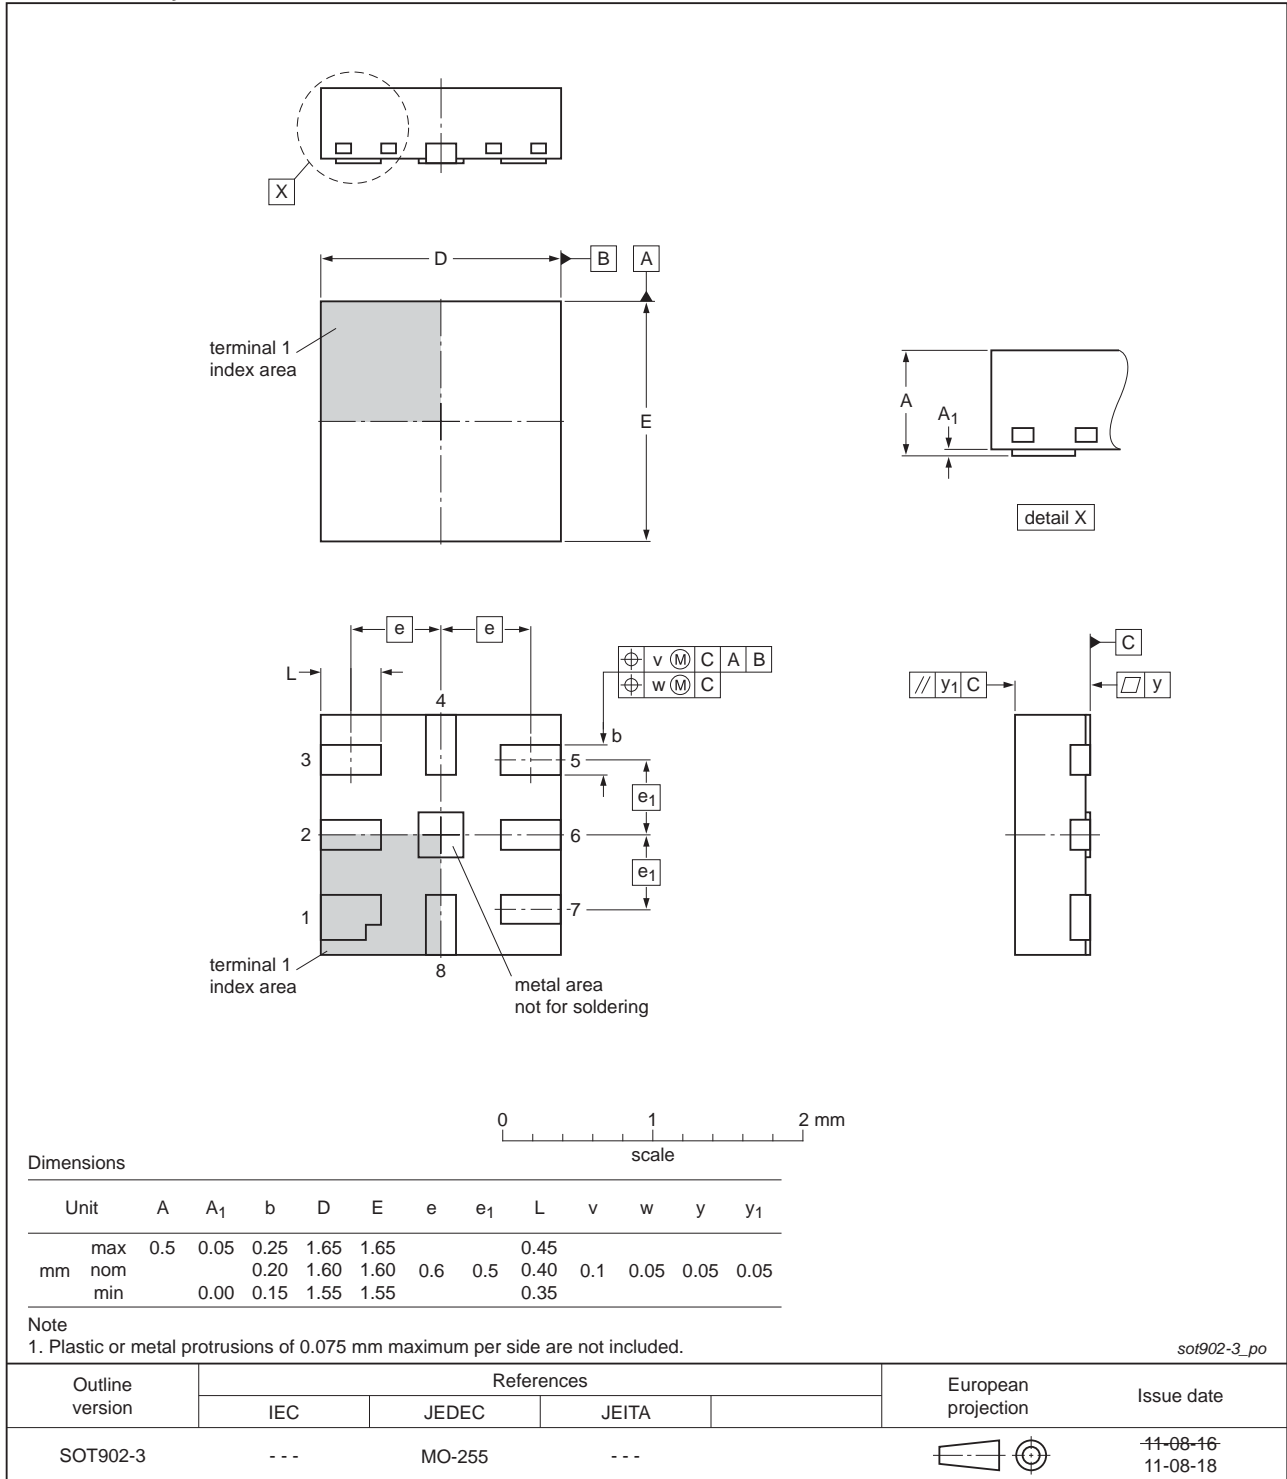 X
D
B
A
terminal 1
index area
E
A
A1
detail X
e
e
L
4
v M C A B
w M C
b
3
5
e1
2
6
e1
1
7
terminal 1
index area
8
metal area
not for soldering
C
// y1 C
y
0 1 2 mm
scale
Dimensions
Unit A A1 b D E e e1 L v w y y1
max 0.5 0.05 0.25 1.65 1.65 0.45
mm nom 0.20 1.60 1.60 0.6 0.5 0.40 0.1 0.05 0.05 0.05
min 0.00 0.15 1.55 1.55 0.35
Note
1. Plastic or metal protrusions of 0.075 mm maximum per side are not included.
sot902-3_po
Outline version
References
European projection
Issue date
IEC JEDEC JEITA
SOT902-3 - - - MO-255 - - -
11-08-16
11-08-18